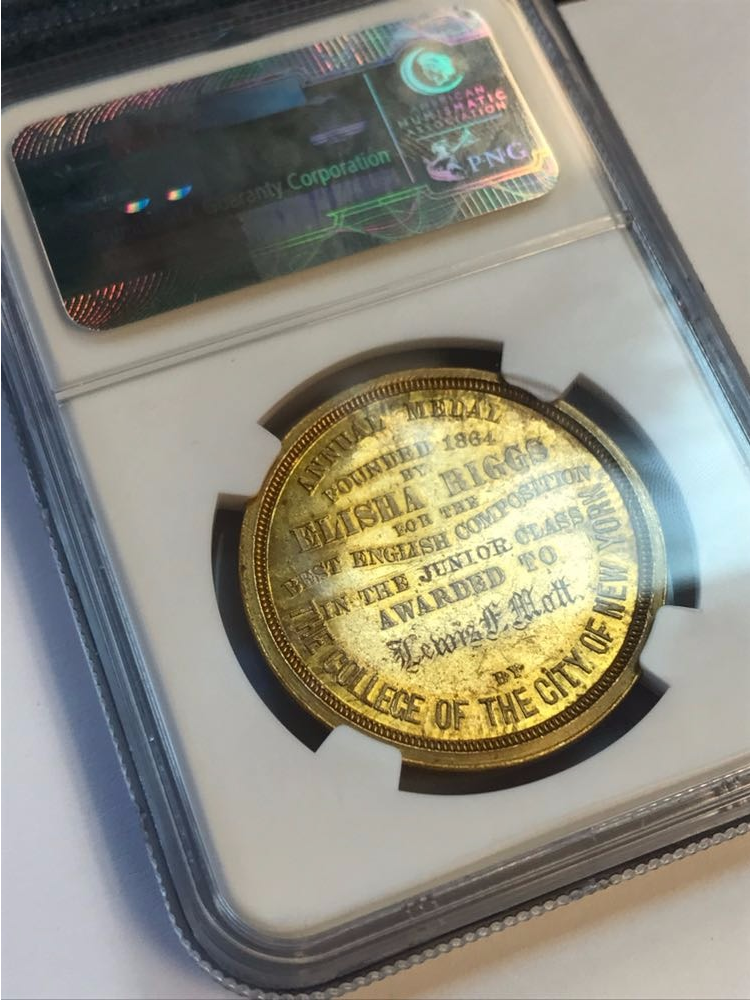 Guaranty Corporation
AMERICAN
NUMISMATIC
ASSOCIATION
PNG
ANNUAL MEDAL
FOUNDED 1864
BY
ELISHA RIGGS
FOR THE
BEST ENGLISH COMPOSITION
IN THE JUNIOR CLASS
AWARDED TO
Lewis F. Mott.
BY
THE COLLEGE OF THE CITY OF NEW YORK